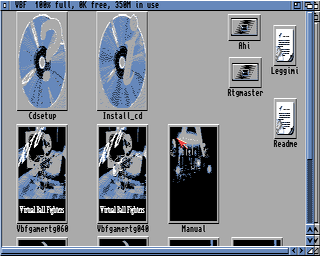 VBF 100% full, 0K free, 350M in use
Cdsetup
Install_cd
Ahi
Leggimi
Rtgmaster
Readme
Virtual Ball Fighters
Virtual Ball Fighters
Vbfgamertg060
Vbfgamertg040
Manual